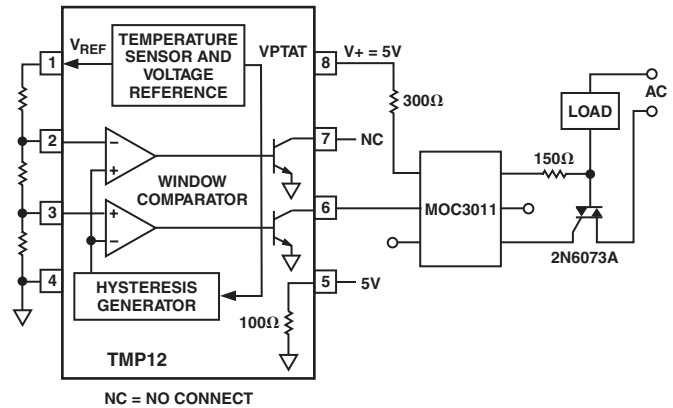 V_REF
TEMPERATURE
SENSOR AND
VOLTAGE
REFERENCE
VPTAT
1
8
V+ = 5V
300Ω
AC
LOAD
2
7
NC
–
+
WINDOW
COMPARATOR
150Ω
MOC3011
3
6
+
–
2N6073A
4
5
5V
HYSTERESIS
GENERATOR
100Ω
TMP12
NC = NO CONNECT